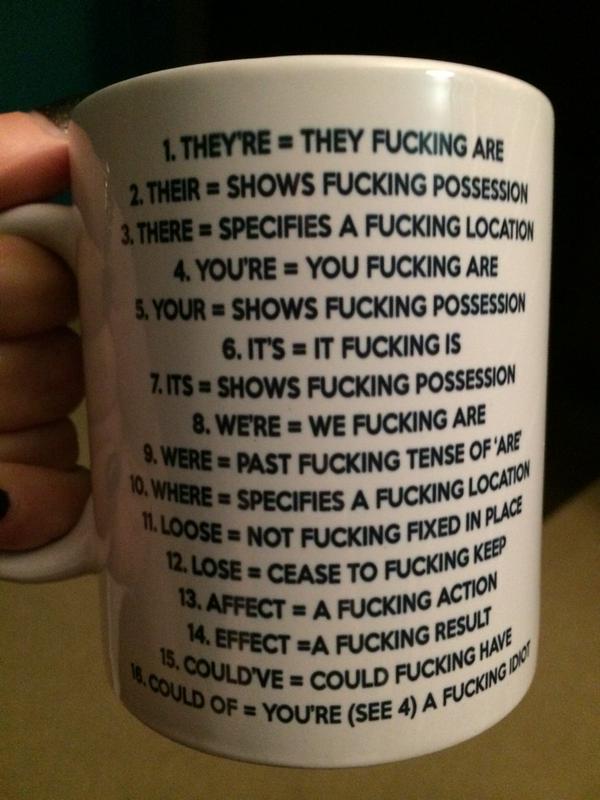 1. THEY'RE = THEY FUCKING ARE
2. THEIR = SHOWS FUCKING POSSESSION
3. THERE = SPECIFIES A FUCKING LOCATION
4. YOU'RE = YOU FUCKING ARE
5. YOUR = SHOWS FUCKING POSSESSION
6. IT'S = IT FUCKING IS
7. ITS = SHOWS FUCKING POSSESSION
8. WE'RE = WE FUCKING ARE
9. WERE = PAST FUCKING TENSE OF 'ARE'
10. WHERE = SPECIFIES A FUCKING LOCATION
11. LOOSE = NOT FUCKING FIXED IN PLACE
12. LOSE = CEASE TO FUCKING KEEP
13. AFFECT = A FUCKING ACTION
14. EFFECT =A FUCKING RESULT
15. COULD'VE = COULD FUCKING HAVE
16. COULD OF = YOU'RE (SEE 4) A FUCKING IDIOT